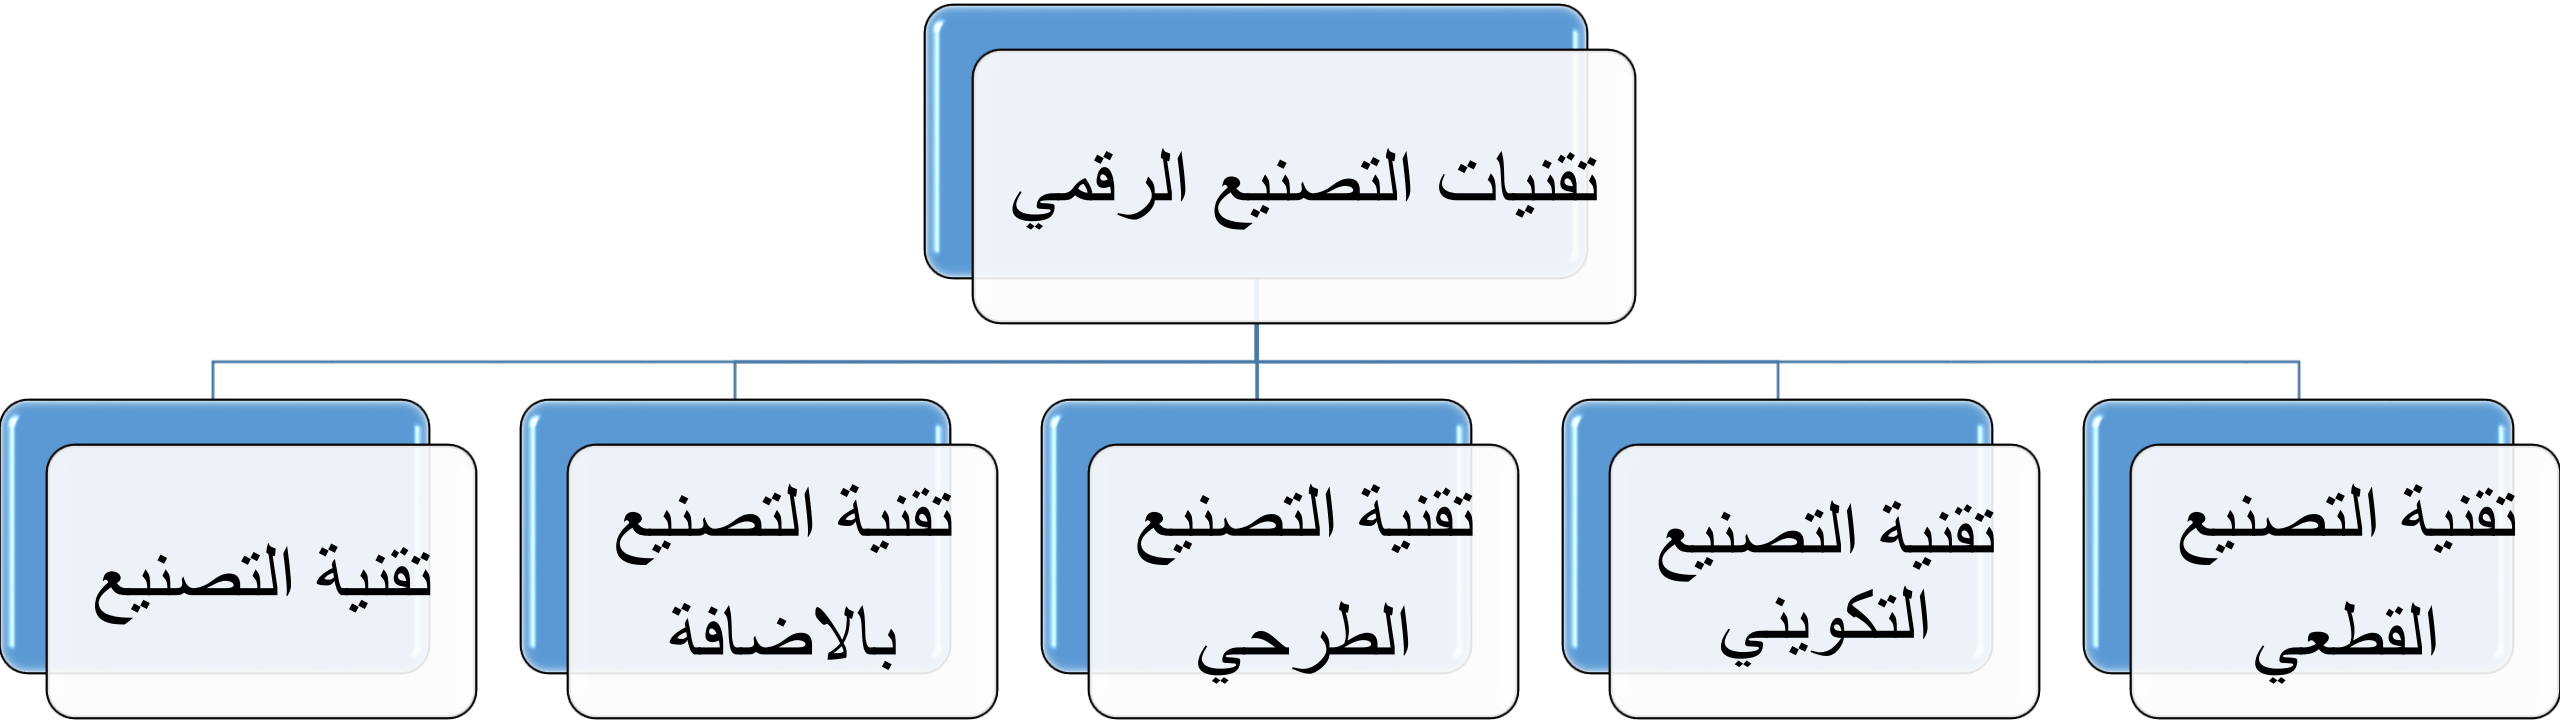 تقنيات التصنيع الرقمي
تقنية التصنيع
القطعي
تقنية التصنيع
التكويني
تقنية التصنيع
الطرحي
تقنية التصنيع
بالاضافة
تقنية التصنيع